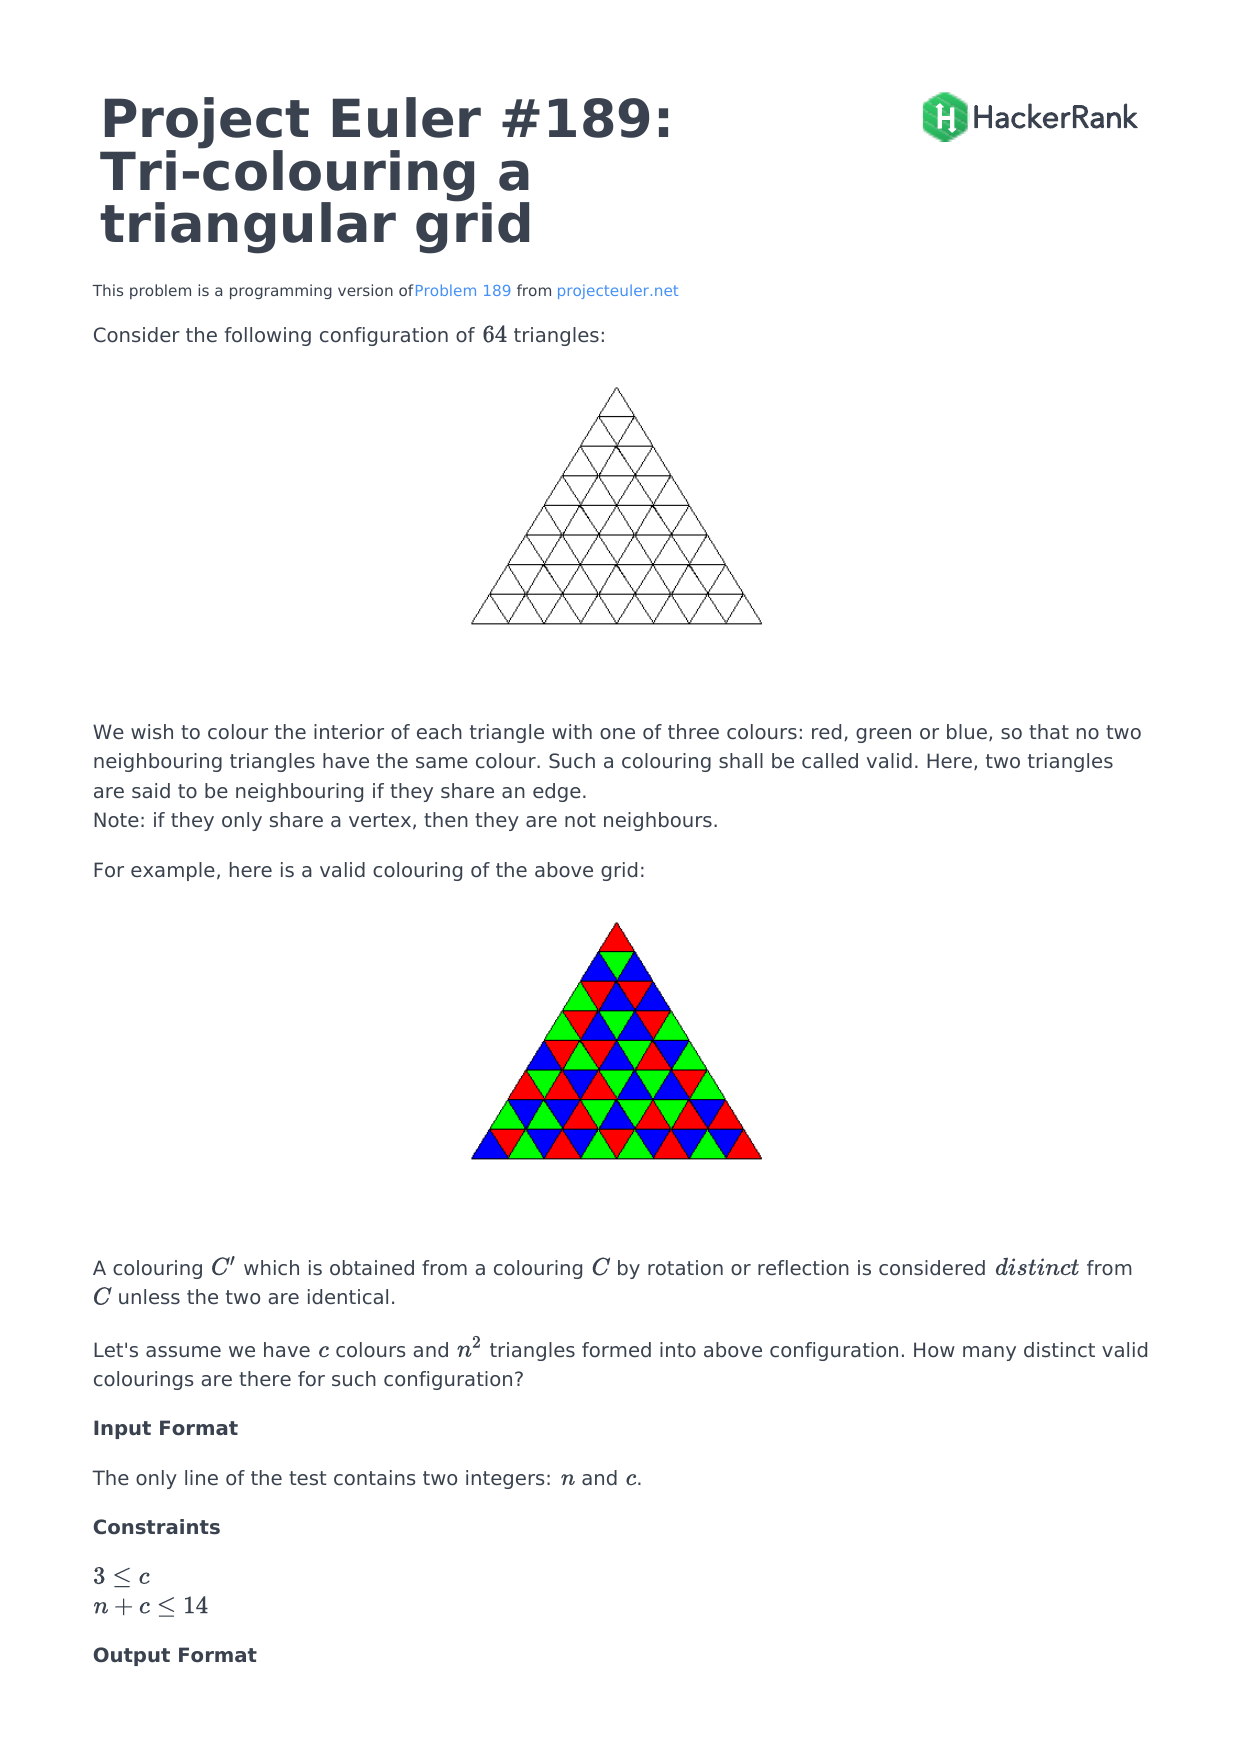 Project Euler #189:
Tri-colouring a
triangular grid
HackerRank
This problem is a programming version ofProblem 189 from projecteuler.net
Consider the following configuration of 64 triangles:
We wish to colour the interior of each triangle with one of three colours: red, green or blue, so that no two
neighbouring triangles have the same colour. Such a colouring shall be called valid. Here, two triangles
are said to be neighbouring if they share an edge.
Note: if they only share a vertex, then they are not neighbours.
For example, here is a valid colouring of the above grid:
A colouring C′ which is obtained from a colouring C by rotation or reflection is considered distinct from
C unless the two are identical.
Let's assume we have c colours and n² triangles formed into above configuration. How many distinct valid
colourings are there for such configuration?
Input Format
The only line of the test contains two integers: n and c.
Constraints
3 ≤ c
n + c ≤ 14
Output Format